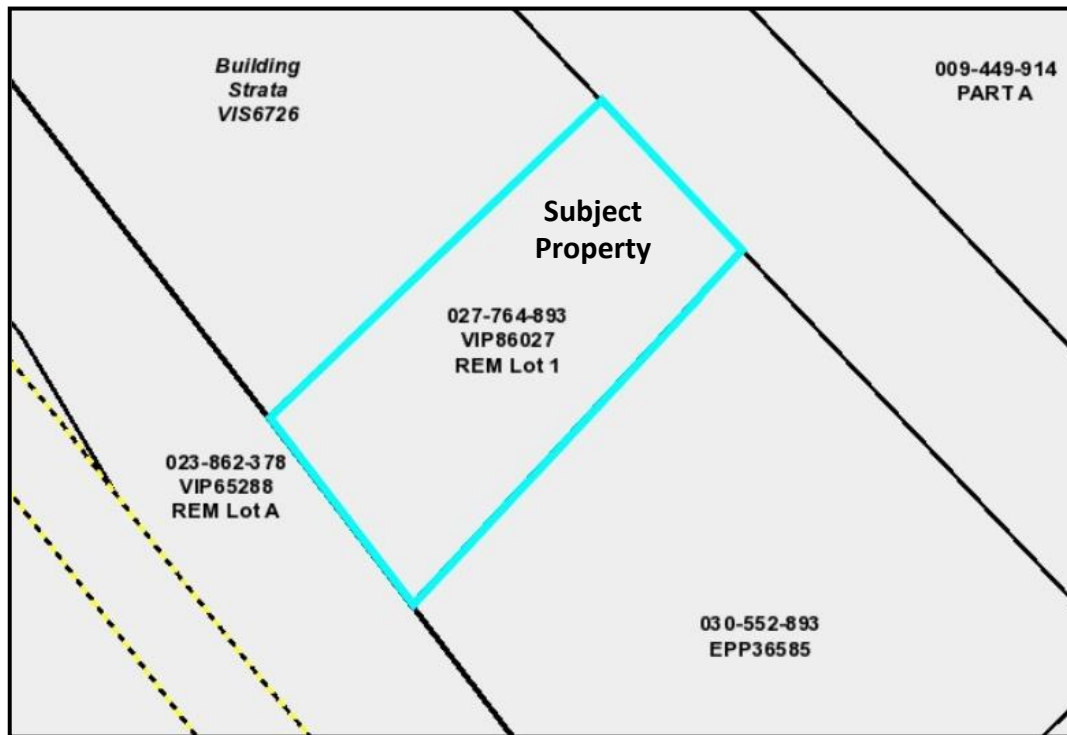 Building
Strata
VIS6726
009-449-914
PART A
Subject
Property
027-764-893
VIP86027
REM Lot 1
023-862-378
VIP65288
REM Lot A
030-552-893
EPP36585